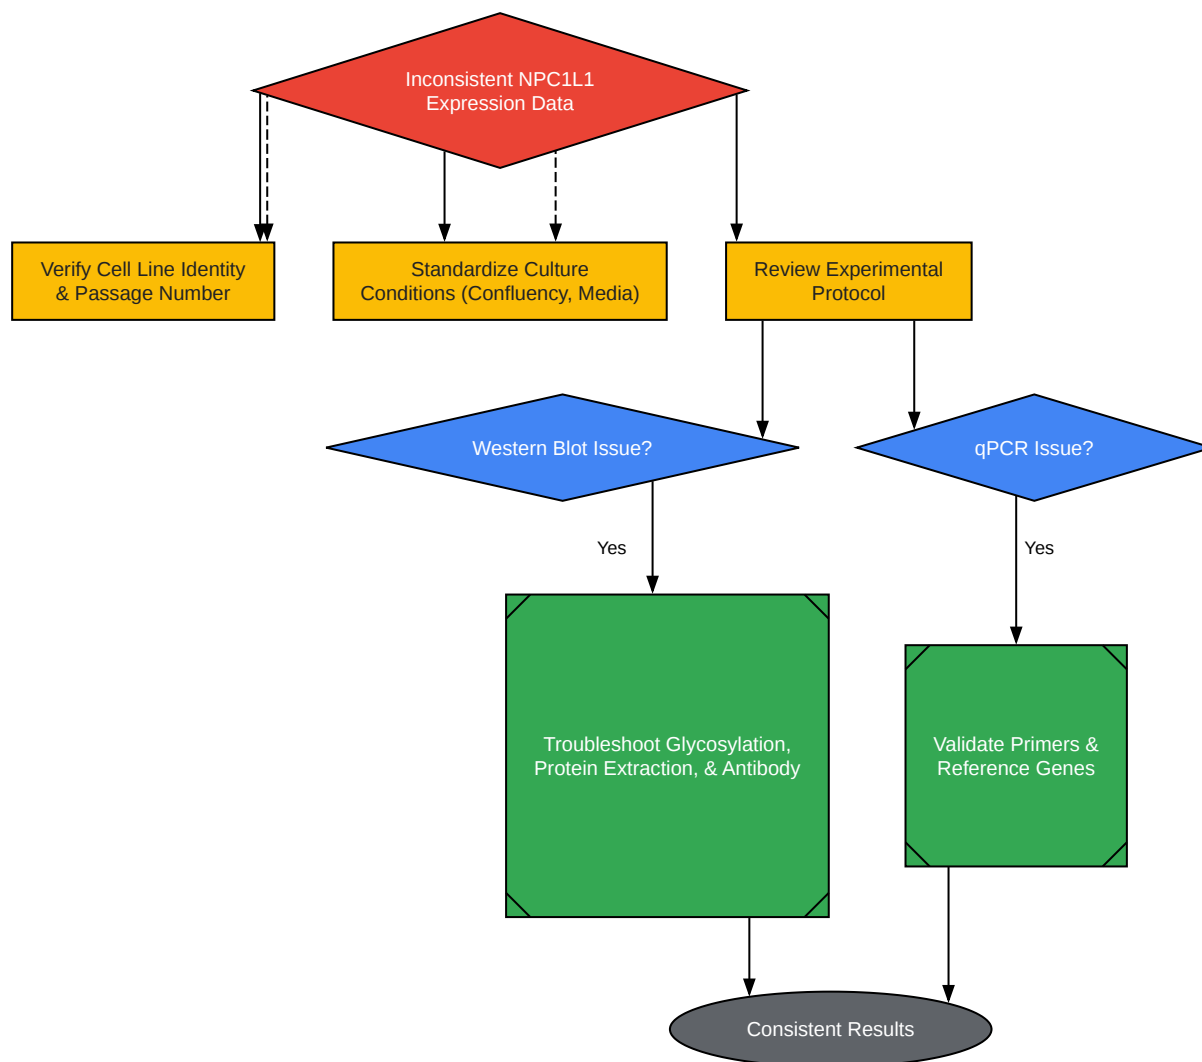 Inconsistent NPC1L1
Expression Data
Verify Cell Line Identity
& Passage Number
Standardize Culture
Conditions (Confluency, Media)
Review Experimental
Protocol
Western Blot Issue?
qPCR Issue?
Yes
Yes
Troubleshoot Glycosylation,
Protein Extraction, & Antibody
Validate Primers &
Reference Genes
Consistent Results